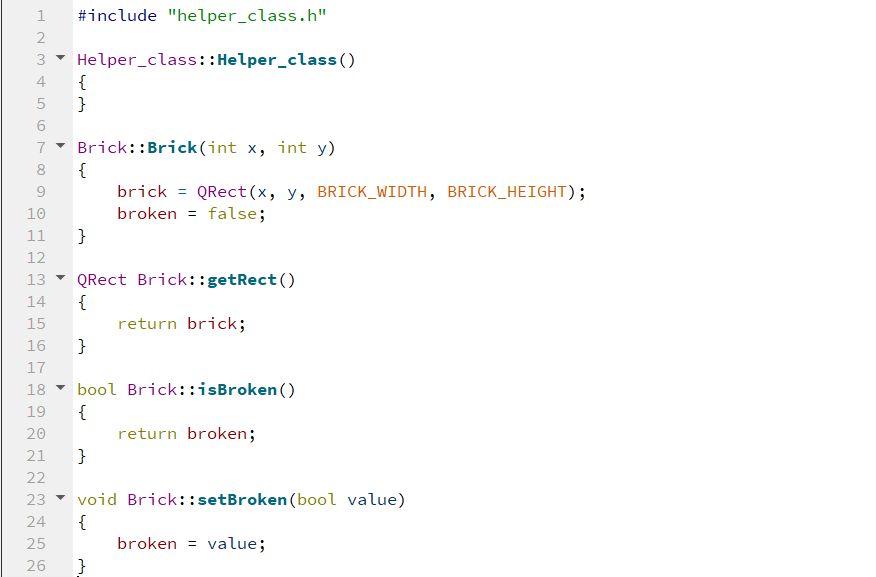 1 #include "helper_class.h"
2
3 Helper_class::Helper_class()
4 {
5 }
6
7 Brick::Brick(int x, int y)
8 {
9     brick = QRect(x, y, BRICK_WIDTH, BRICK_HEIGHT);
10     broken = false;
11 }
12
13 QRect Brick::getRect()
14 {
15     return brick;
16 }
17
18 bool Brick::isBroken()
19 {
20     return broken;
21 }
22
23 void Brick::setBroken(bool value)
24 {
25     broken = value;
26 }